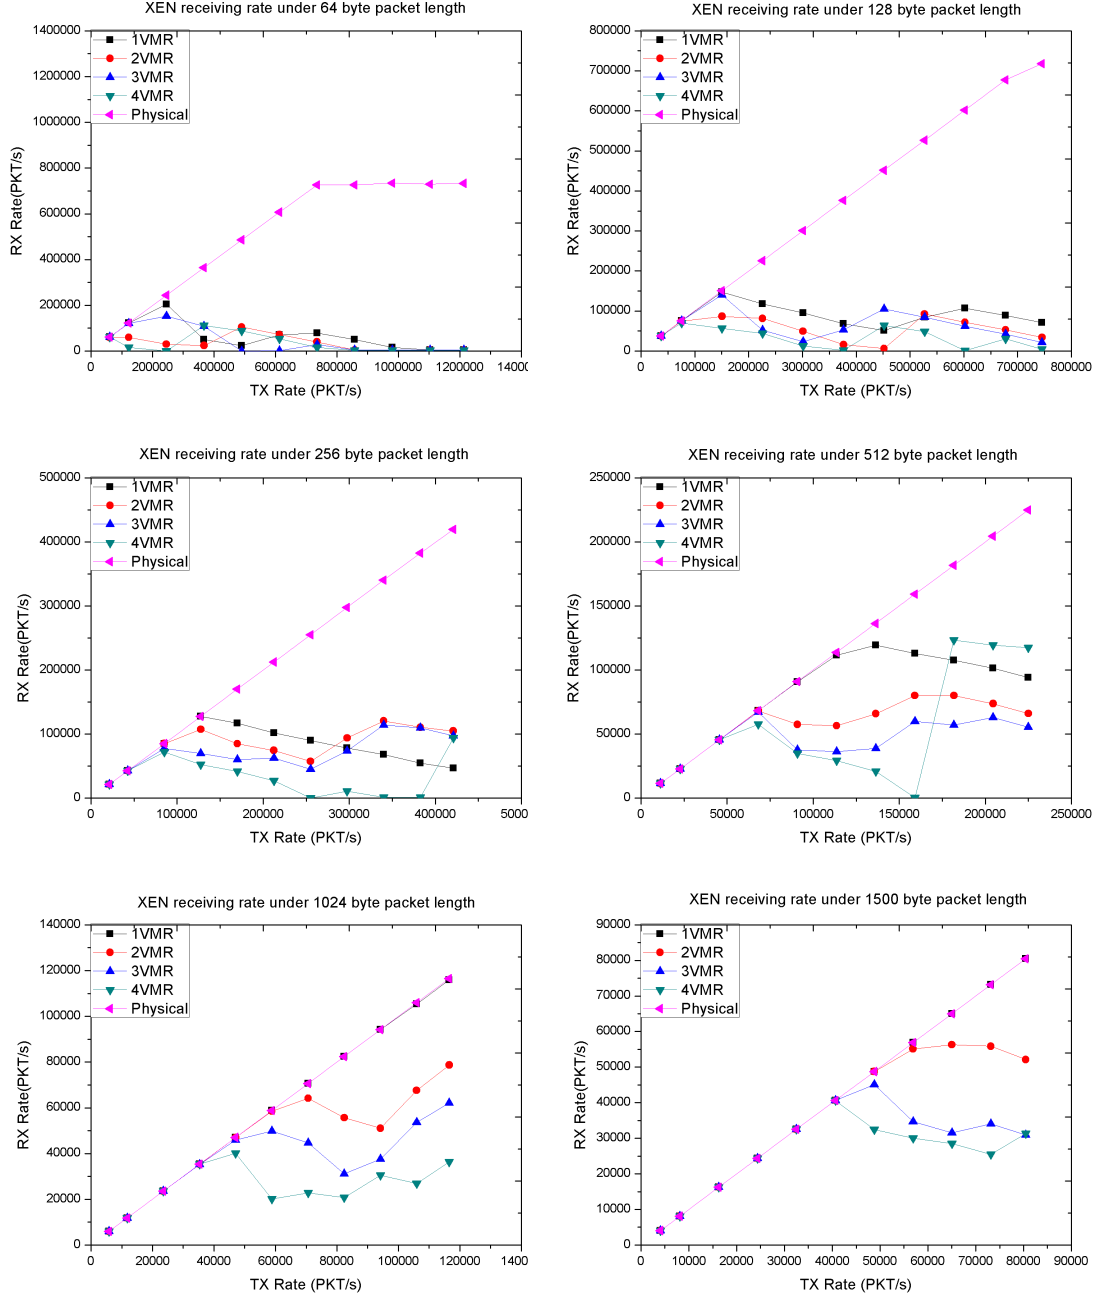 XEN receiving rate under 64 byte packet length
1400000
1200000
1000000
800000
600000
400000
200000
0
RX Rate(PKT/s)
1VMR
2VMR
3VMR
4VMR
Physical
0 200000 400000 600000 800000 1000000 1200000 14000
TX Rate (PKT/s)
XEN receiving rate under 128 byte packet length
800000
700000
600000
500000
400000
300000
200000
100000
0
RX Rate(PKT/s)
1VMR
2VMR
3VMR
4VMR
Physical
0 100000 200000 300000 400000 500000 600000 700000 800000
TX Rate (PKT/s)
XEN receiving rate under 256 byte packet length
500000
400000
300000
200000
100000
0
RX Rate(PKT/s)
1VMR
2VMR
3VMR
4VMR
Physical
0 100000 200000 300000 400000 5000
TX Rate (PKT/s)
XEN receiving rate under 512 byte packet length
250000
200000
150000
100000
50000
0
RX Rate(PKT/s)
1VMR
2VMR
3VMR
4VMR
Physical
0 50000 100000 150000 200000 250000
TX Rate (PKT/s)
XEN receiving rate under 1024 byte packet length
140000
120000
100000
80000
60000
40000
20000
0
RX Rate(PKT/s)
1VMR
2VMR
3VMR
4VMR
Physical
0 20000 40000 60000 80000 100000 120000 1400
TX Rate (PKT/s)
XEN receiving rate under 1500 byte packet length
90000
80000
70000
60000
50000
40000
30000
20000
10000
0
RX Rate(PKT/s)
1VMR
2VMR
3VMR
4VMR
Physical
0 10000 20000 30000 40000 50000 60000 70000 80000 90000
TX Rate (PKT/s)